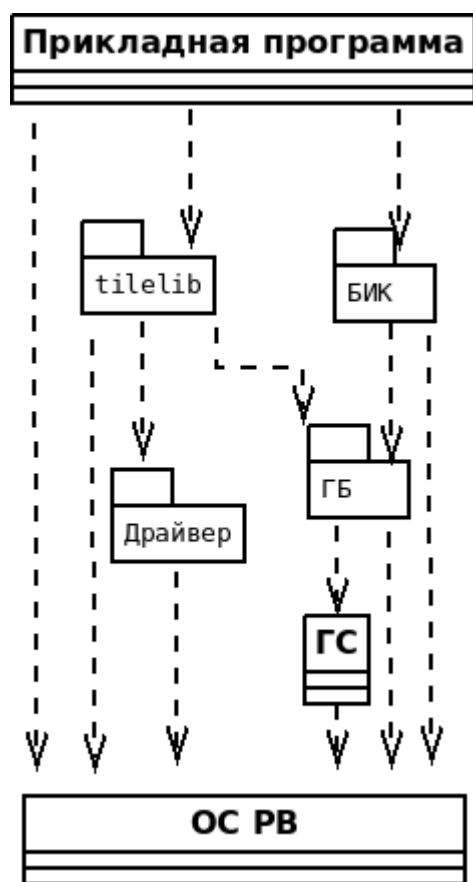 Прикладная программа
tilelib
БИК
ГБ
Драйвер
ГС
ОС РВ